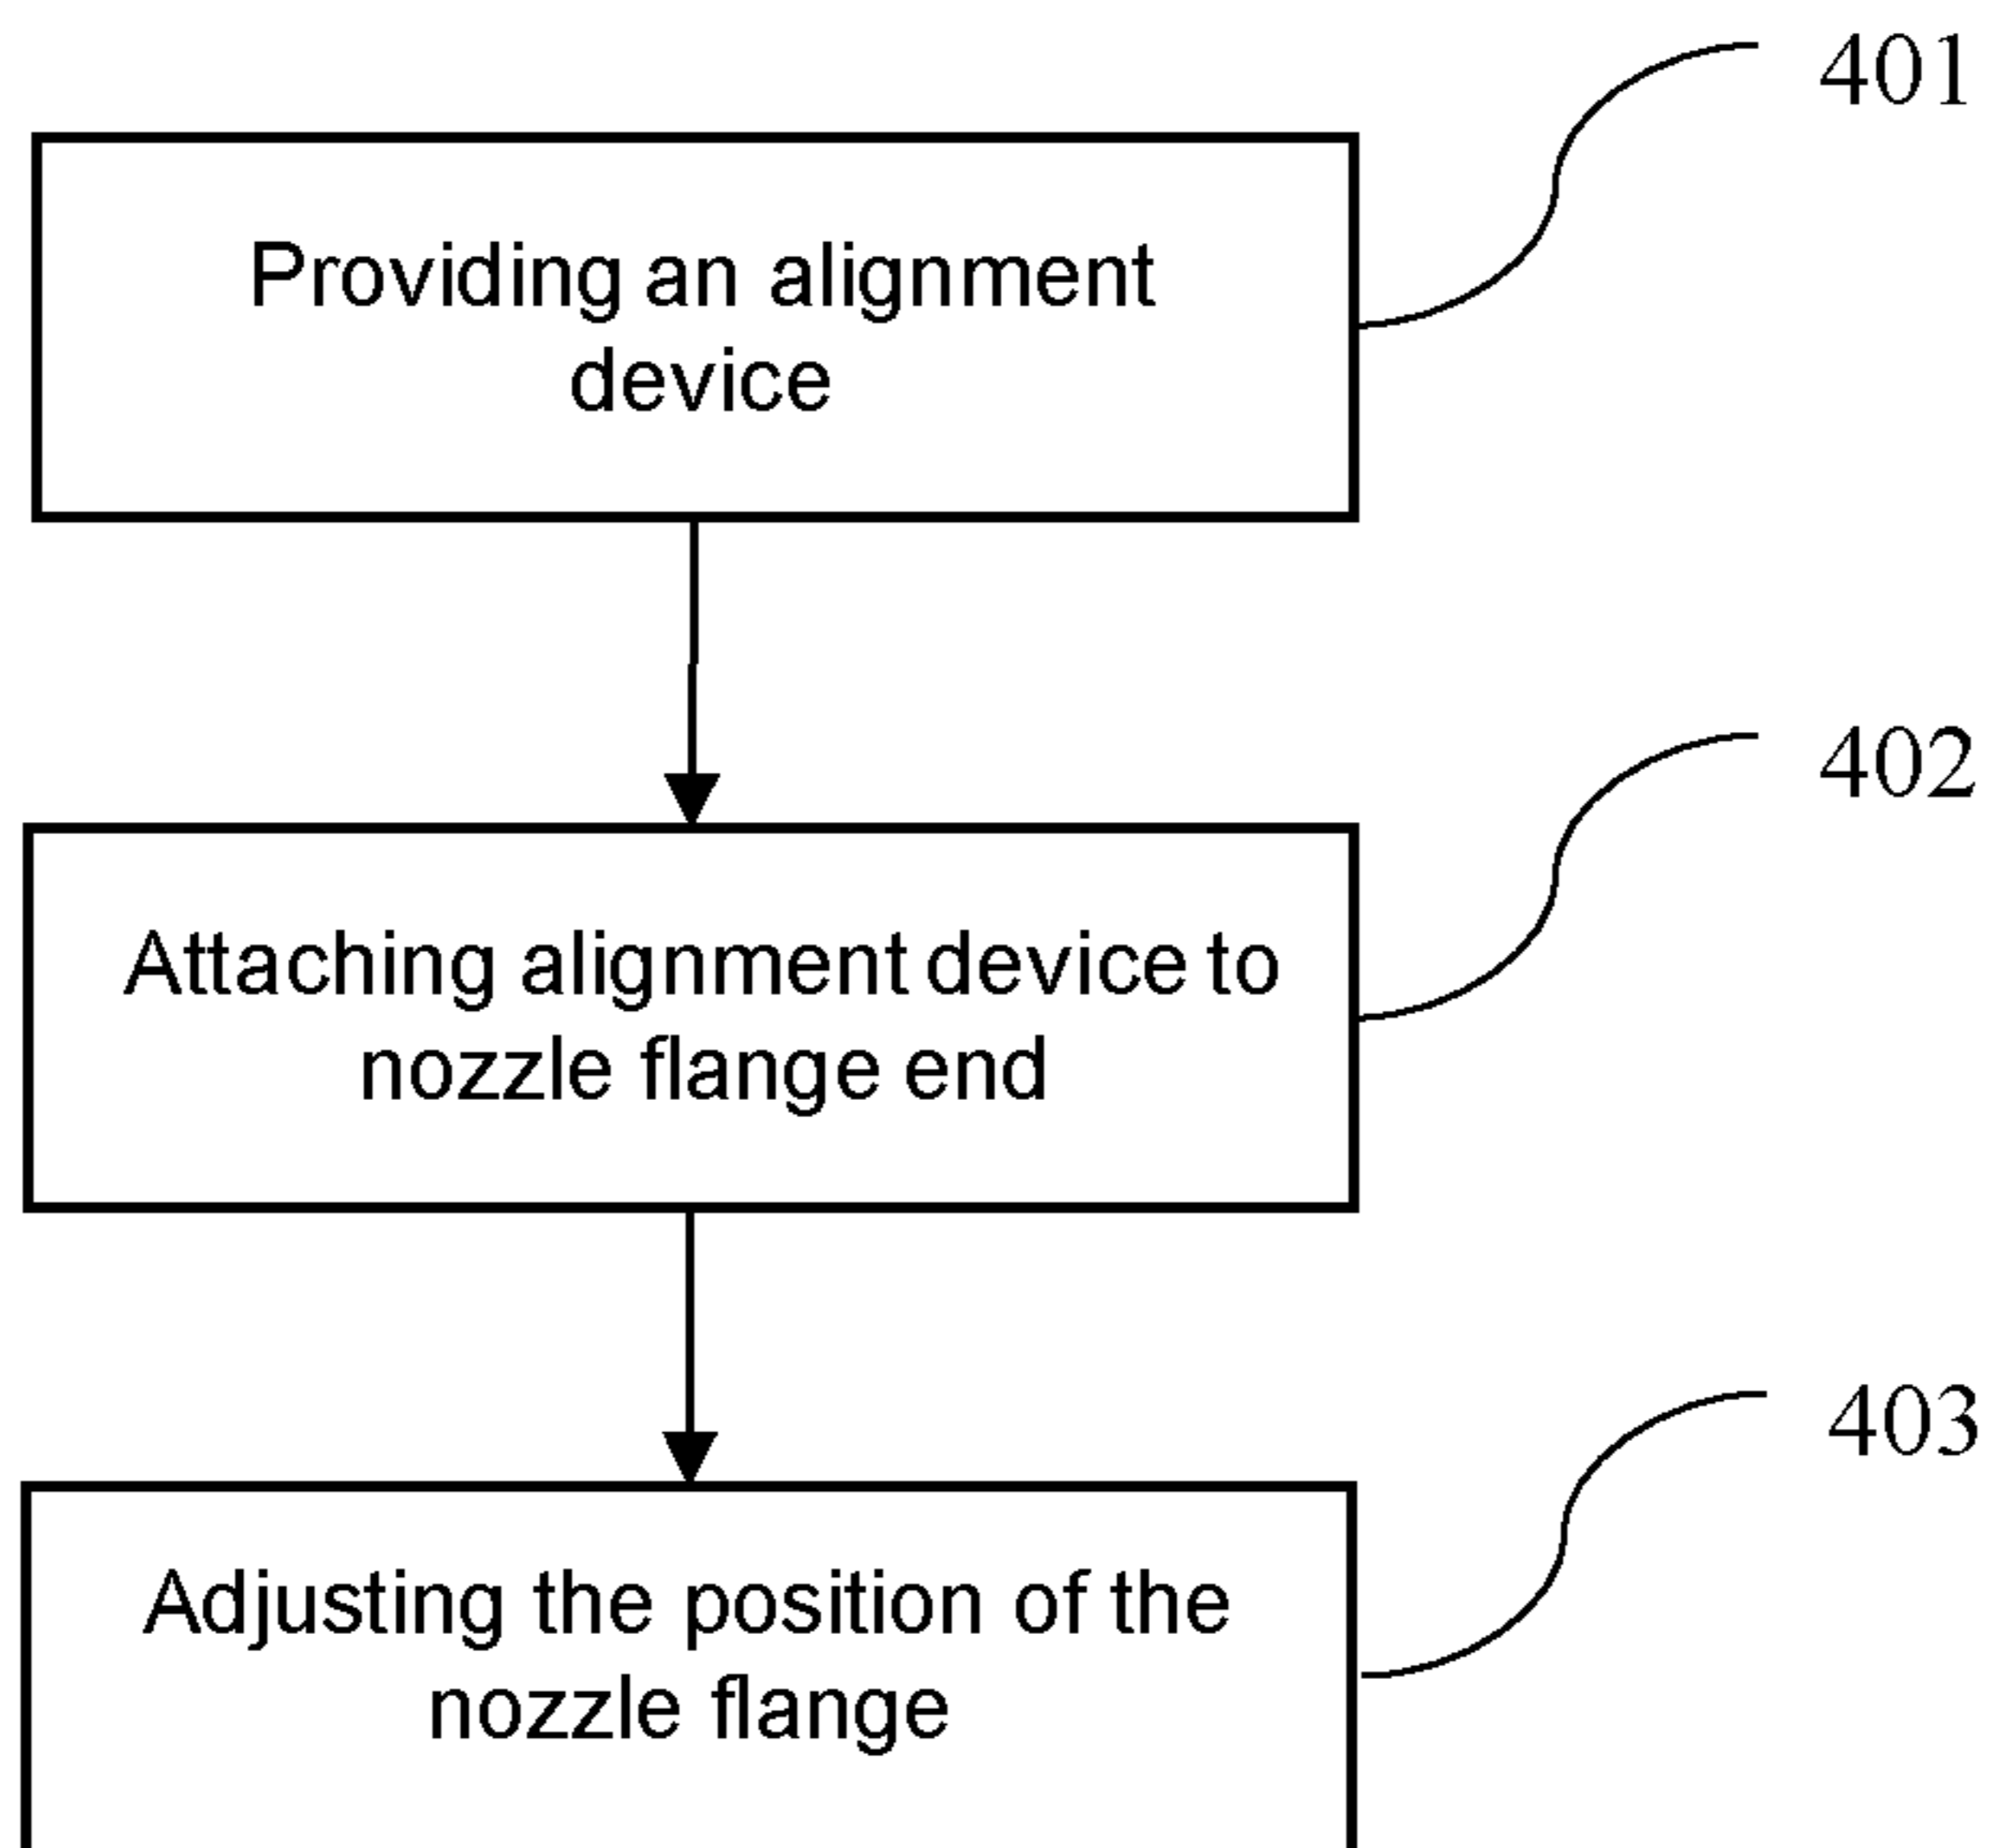 401
Providing an alignment
device
402
Attaching alignment device to
nozzle flange end
403
Adjusting the position of the
nozzle flange